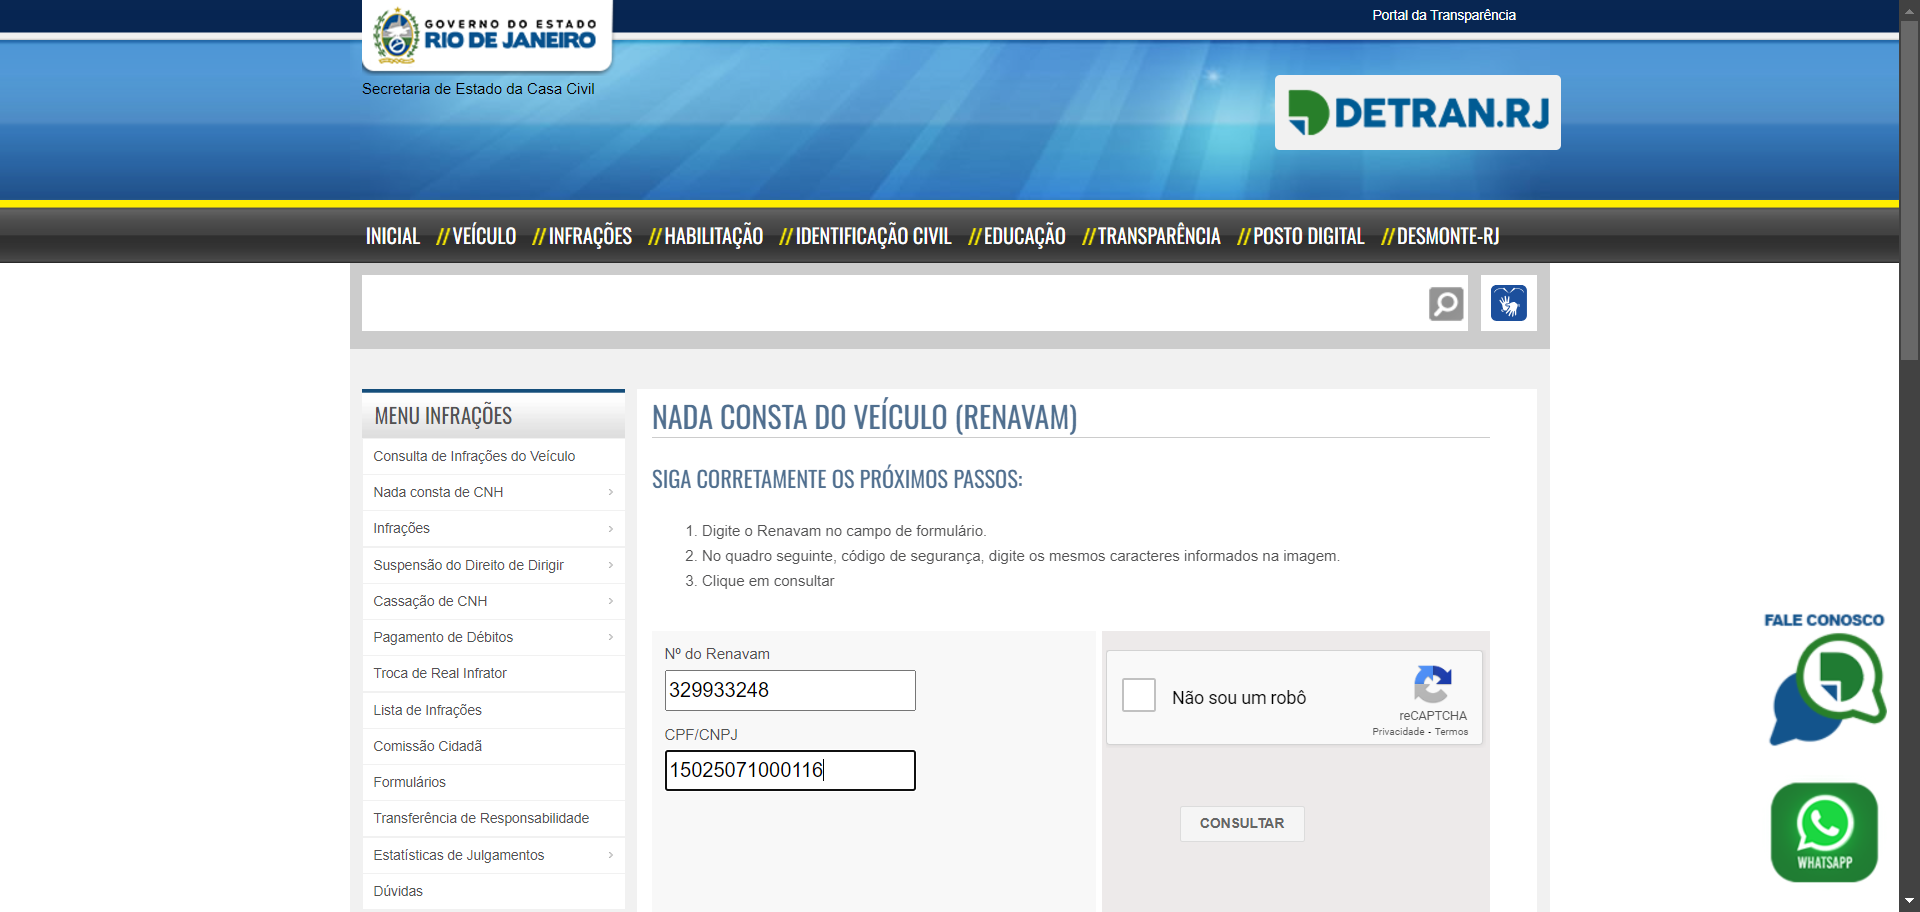 Portal da Transparência
GOVERNO DO ESTADO
RIO DE JANEIRO
Secretaria de Estado da Casa Civil
DETRAN.RJ
INICIAL // VEÍCULO // INFRAÇÕES // HABILITAÇÃO // IDENTIFICAÇÃO CIVIL // EDUCAÇÃO // TRANSPARÊNCIA // POSTO DIGITAL // DESMONTE-RJ
MENU INFRAÇÕES
Consulta de Infrações do Veículo
Nada consta de CNH
Infrações
Suspensão do Direito de Dirigir
Cassação de CNH
Pagamento de Débitos
Troca de Real Infrator
Lista de Infrações
Comissão Cidadã
Formulários
Transferência de Responsabilidade
Estatísticas de Julgamentos
Dúvidas
NADA CONSTA DO VEÍCULO (RENAVAM)
SIGA CORRETAMENTE OS PRÓXIMOS PASSOS:
1. Digite o Renavam no campo de formulário.
2. No quadro seguinte, código de segurança, digite os mesmos caracteres informados na imagem.
3. Clique em consultar
Nº do Renavam
329933248
CPF/CNPJ
15025071000116
Não sou um robô
reCAPTCHA
Privacidade - Termos
CONSULTAR
FALE CONOSCO
WHATSAPP